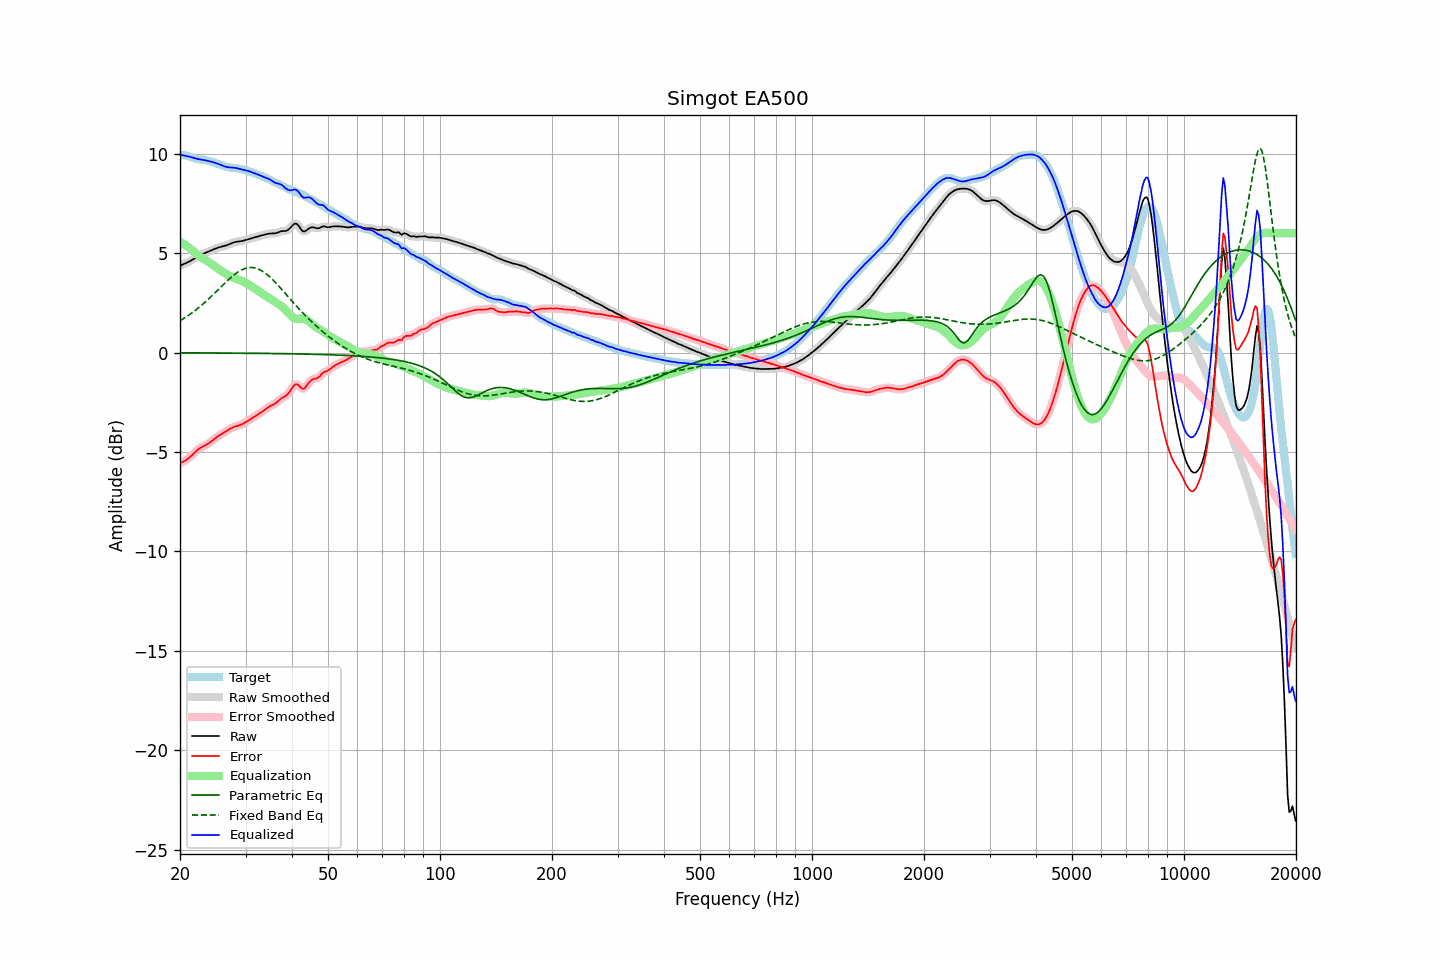 Simgot EA500
Amplitude (dBr)
10
5
0
−5
−10
−15
−20
−25
Target
Raw Smoothed
Error Smoothed
Raw
Error
Equalization
Parametric Eq
Fixed Band Eq
Equalized
20 50 100 200 500 1000 2000 5000 10000 20000
Frequency (Hz)